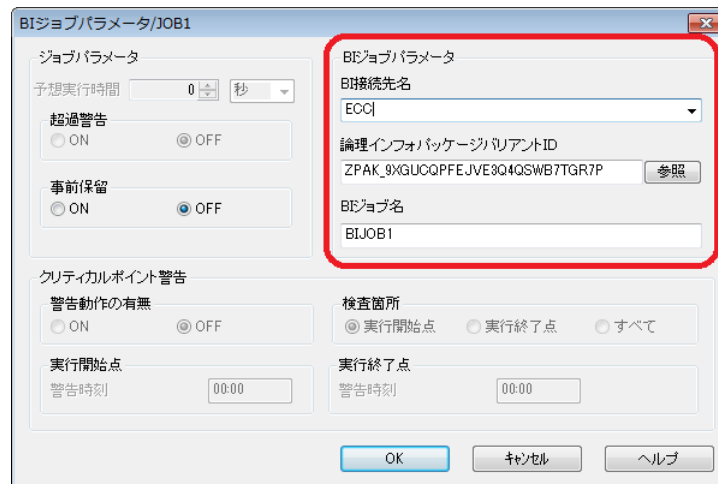 BIジョブパラメータ/JOB1
ジョブパラメータ
予想実行時間 0 秒
超過警告
ON OFF
事前保留
ON OFF
BIジョブパラメータ
BI接続先名
ECC
論理インフォパッケージバリアントID
ZPAK_9XGUCQPFEJVE3Q4QSWB7TGR7P 参照
BIジョブ名
BIJOB1
クリティカルポイント警告
警告動作の有無
ON OFF
検査箇所
実行開始点 実行終了点 すべて
実行開始点
警告時刻 00:00
実行終了点
警告時刻 00:00
OK キャンセル ヘルプ